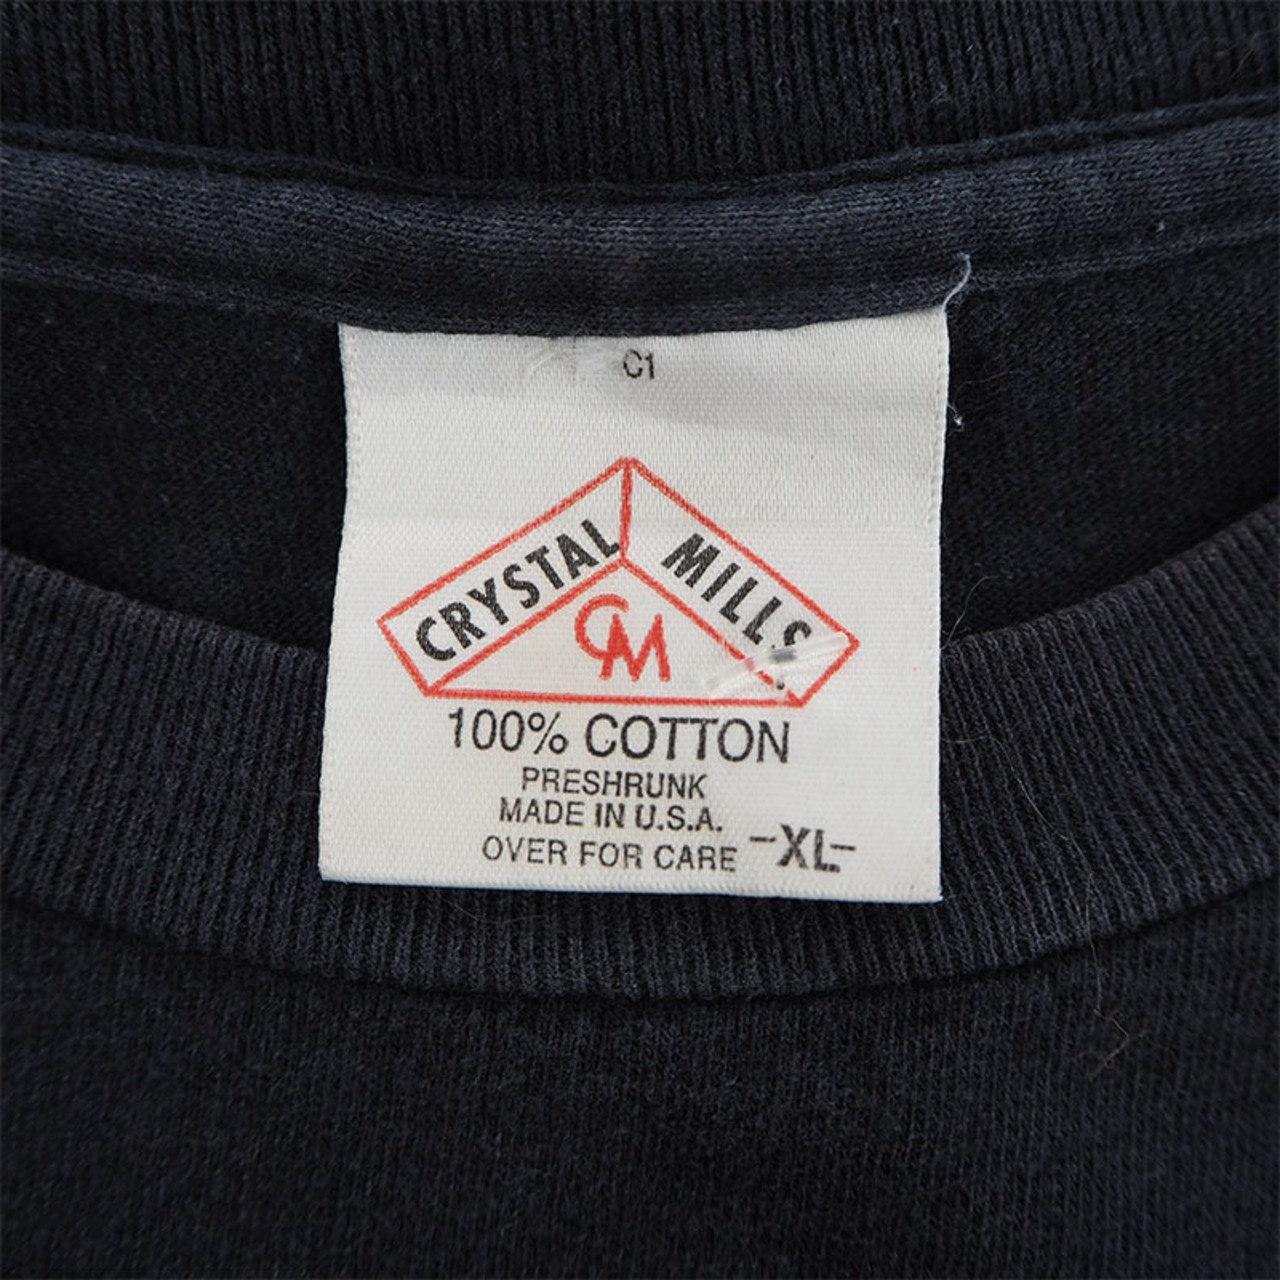 C1
CRYSTAL MILLS
CM
100% COTTON
PRESHRUNK
MADE IN U.S.A.
OVER FOR CARE -XL-